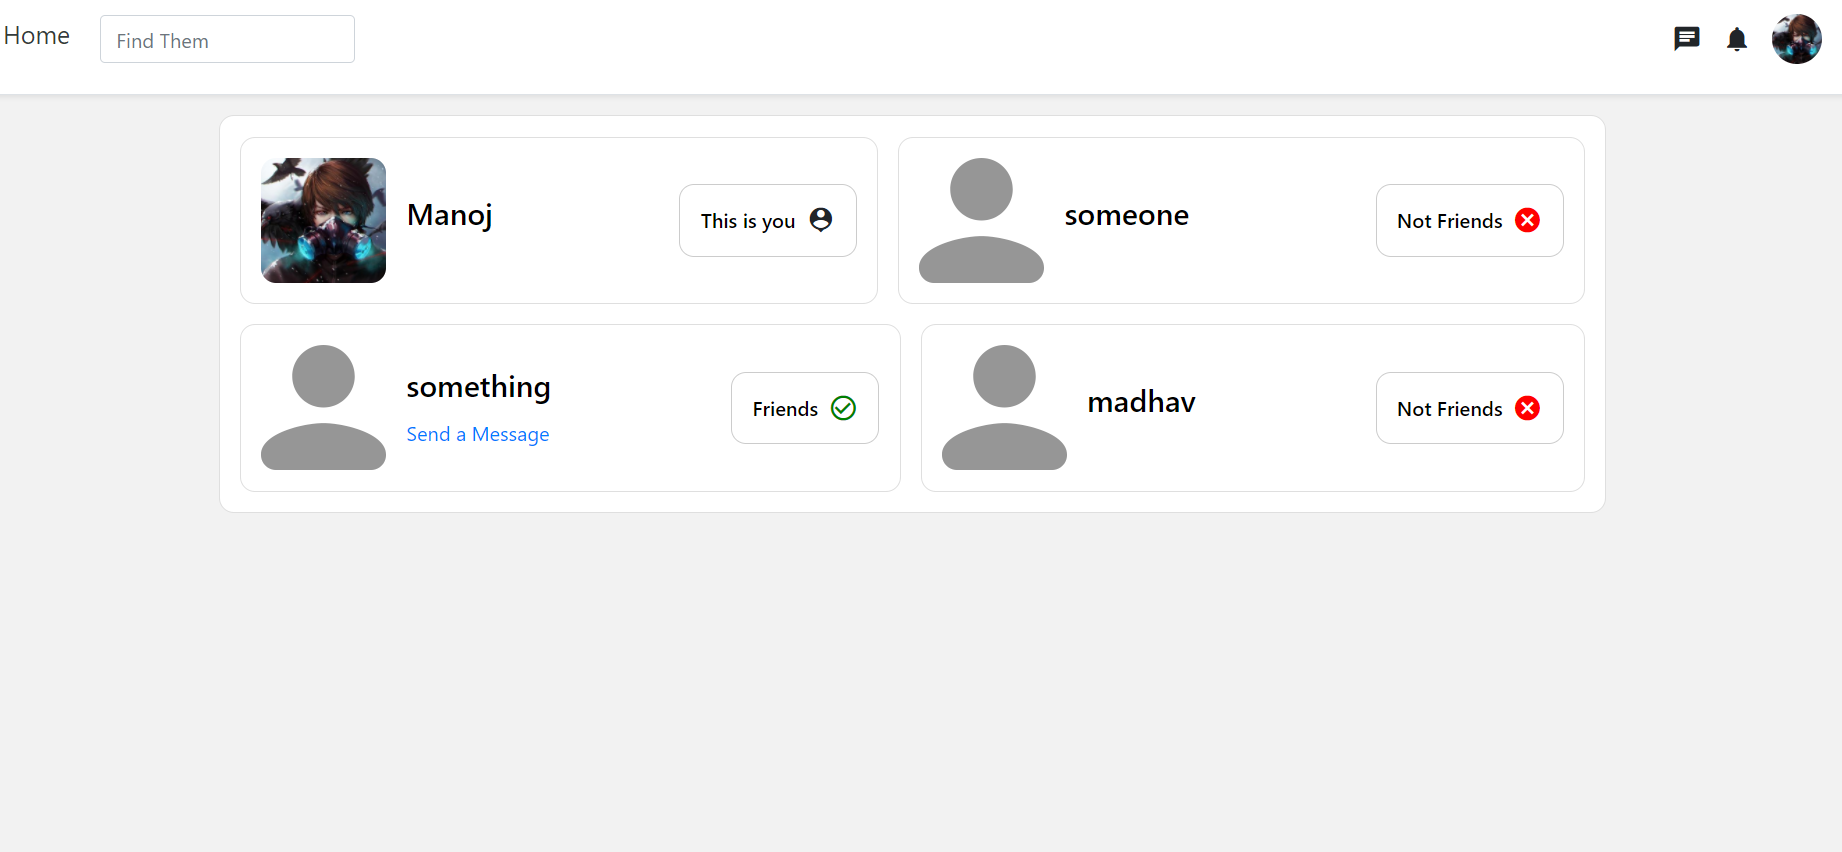 Home
Find Them
Manoj
This is you
someone
Not Friends
something
Send a Message
Friends
madhav
Not Friends